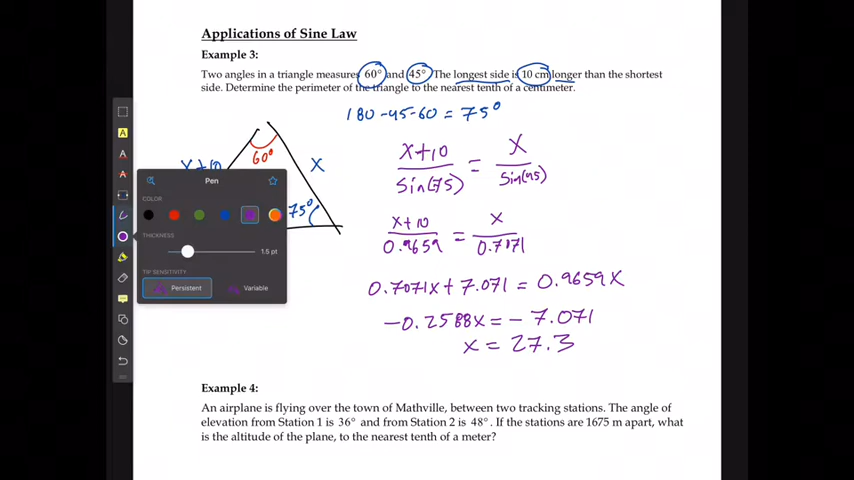 Applications of Sine Law
Example 3:
Two angles in a triangle measures 60° and 45° The longest side is 10 cm longer than the shortest
side. Determine the perimeter of the triangle to the nearest tenth of a centimeter.
180 - 45 - 60 = 75°
60°
x+10
x
75°
x+10 / sin(75) = x / sin(45)
x+10 / 0.9659 = x / 0.7071
0.7071x + 7.071 = 0.9659x
-0.2588x = -7.071
x = 27.3
Pen
COLOR
THICKNESS
1.5 pt
TIP SENSITIVITY
Persistent
Variable
Example 4:
An airplane is flying over the town of Mathville, between two tracking stations. The angle of
elevation from Station 1 is 36° and from Station 2 is 48°. If the stations are 1675 m apart, what
is the altitude of the plane, to the nearest tenth of a meter?